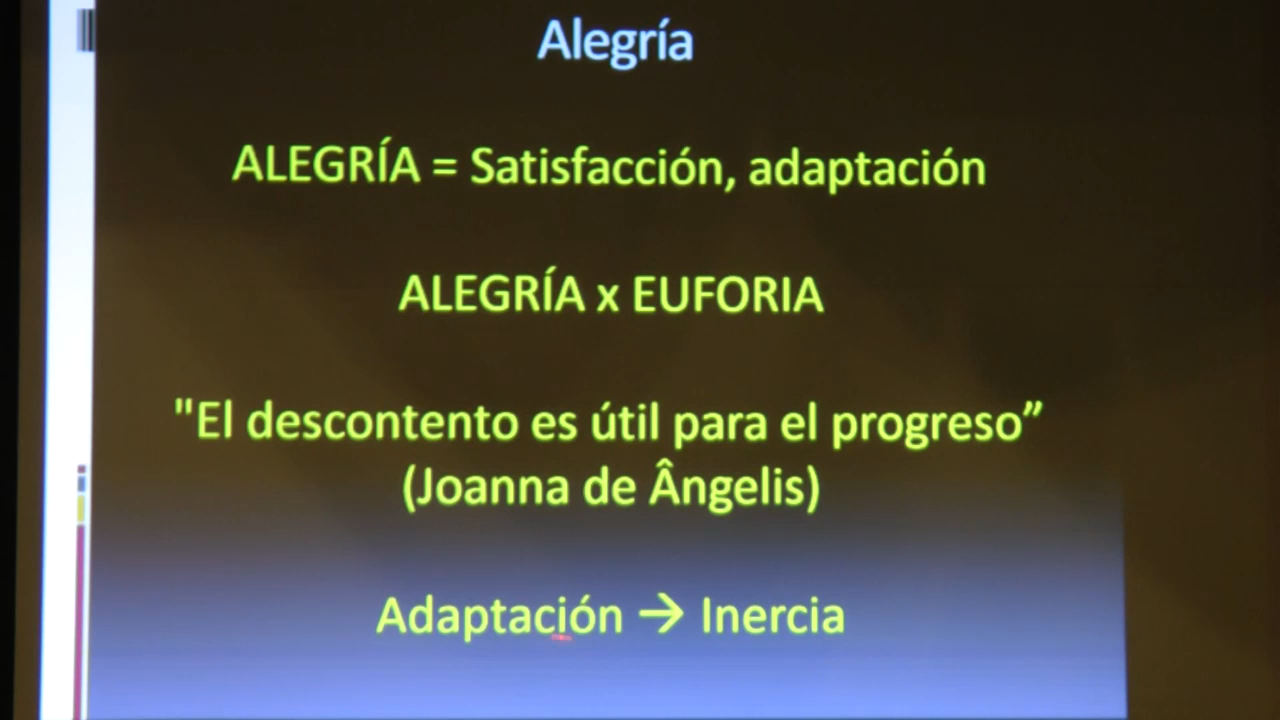 Alegría
ALEGRÍA = Satisfacción, adaptación
ALEGRÍA x EUFORIA
"El descontento es útil para el progreso”
(Joanna de Ângelis)
Adaptación → Inercia